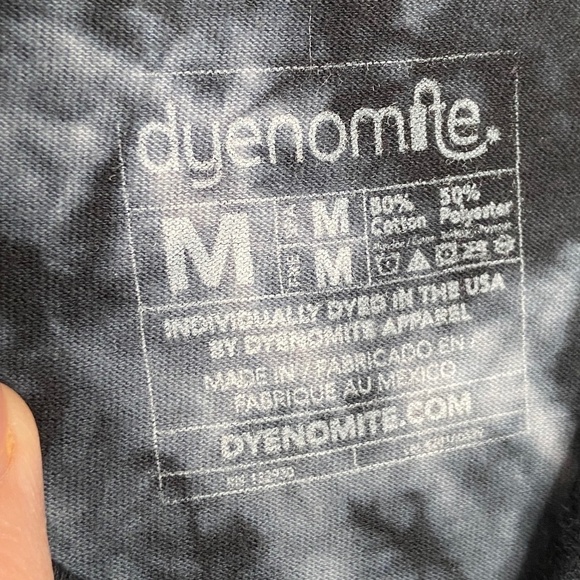 dyenomite.
M M 50% Cotton 50% Polyester
M
INDIVIDUALLY DYED IN THE USA
BY DYENOMITE APPAREL
MADE IN / FABRICADO EN /
FABRIQUE AU MEXICO
DYENOMITE.COM
RN